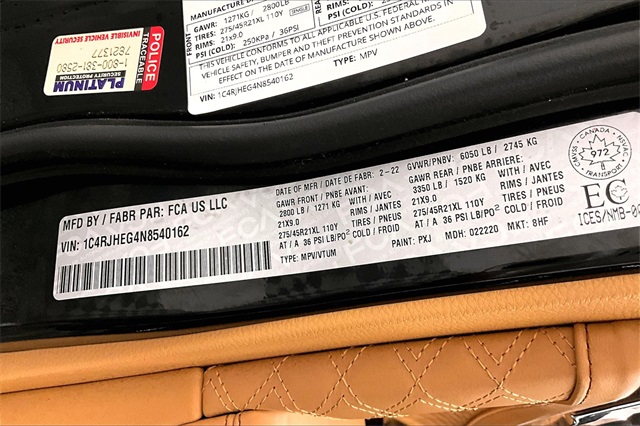 POLICE
TRACEABLE
PLATINUM
SECURITY PROTECTION
1-800-381-2580
7621377
INVISIBLE VEHICLE SECURITY
MANUFACTURE
GAWR: 1271KG / 2800LB
TIRES: 275/45R21XL 110Y SINGLE
RIMS: 21X9.0
PSI (COLD): 250KPa / 36PSI
THIS VEHICLE CONFORMS TO ALL APPLICABLE U.S. FEDERAL MOTOR
VEHICLE SAFETY, BUMPER AND THEFT PREVENTION STANDARDS IN
EFFECT ON THE DATE OF MANUFACTURE SHOWN ABOVE.
VIN: 1C4RJHEG4N8540162
TYPE: MPV
MFD BY / FABR PAR: FCA US LLC
VIN: 1C4RJHEG4N8540162
DATE OF MFR / DATE DE FABR: 2-22
GVWR/PNBV: 6050 LB / 2745 KG
GAWR FRONT / PNBE AVANT:
2800 LB / 1271 KG WITH / AVEC
21X9.0 RIMS / JANTES
275/45R21XL 110Y TIRES / PNEUS
AT / A 36 PSI LB/PO² COLD / FROID
GAWR REAR / PNBE ARRIERE:
3350 LB / 1520 KG WITH / AVEC
21X9.0 RIMS / JANTES
275/45R21XL 110Y TIRES / PNEUS
AT / A 36 PSI LB/PO² COLD / FROID
TYPE: MPV/VTUM
PAINT: PXJ MDH: 022220 MKT: 8HF
CANADA
CMVSS
NSVAC
972
EC
ICES/NMB-00